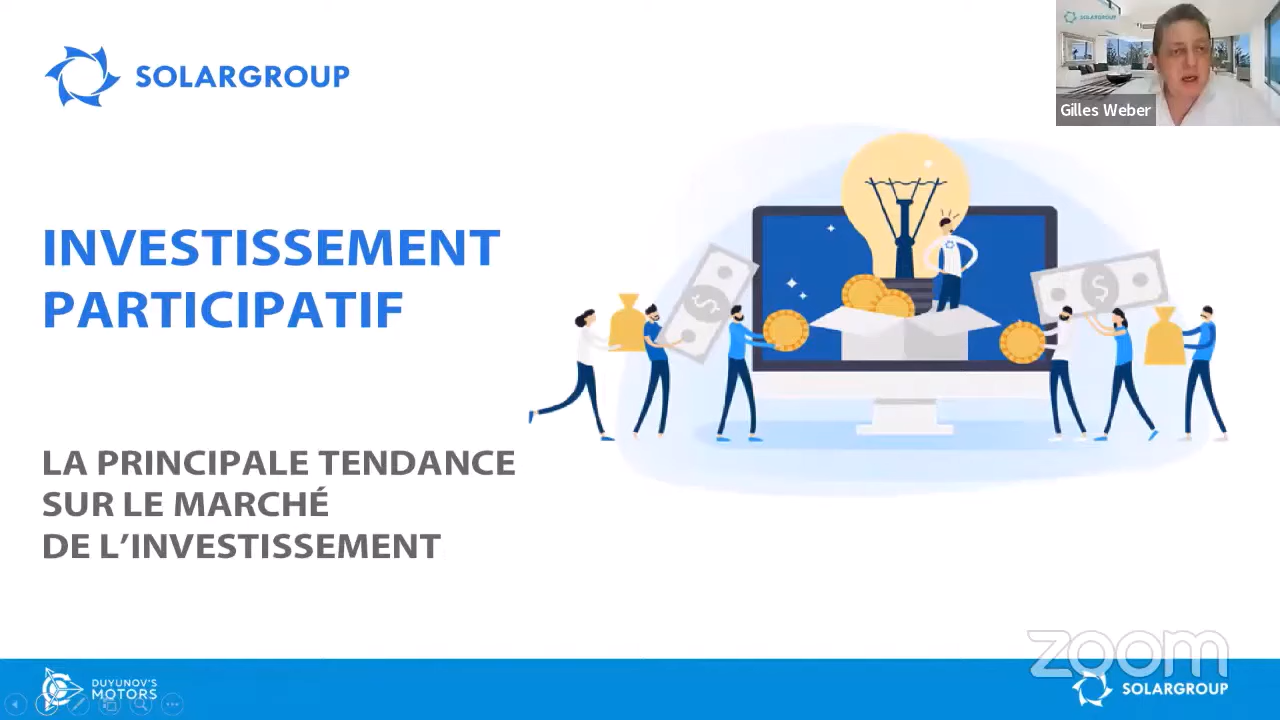 SOLARGROUP
SOLARGROUP
Gilles Weber
INVESTISSEMENT
PARTICIPATIF
LA PRINCIPALE TENDANCE
SUR LE MARCHÉ
DE L’INVESTISSEMENT
zoom
DUYUNOV'S
MOTORS
SOLARGROUP